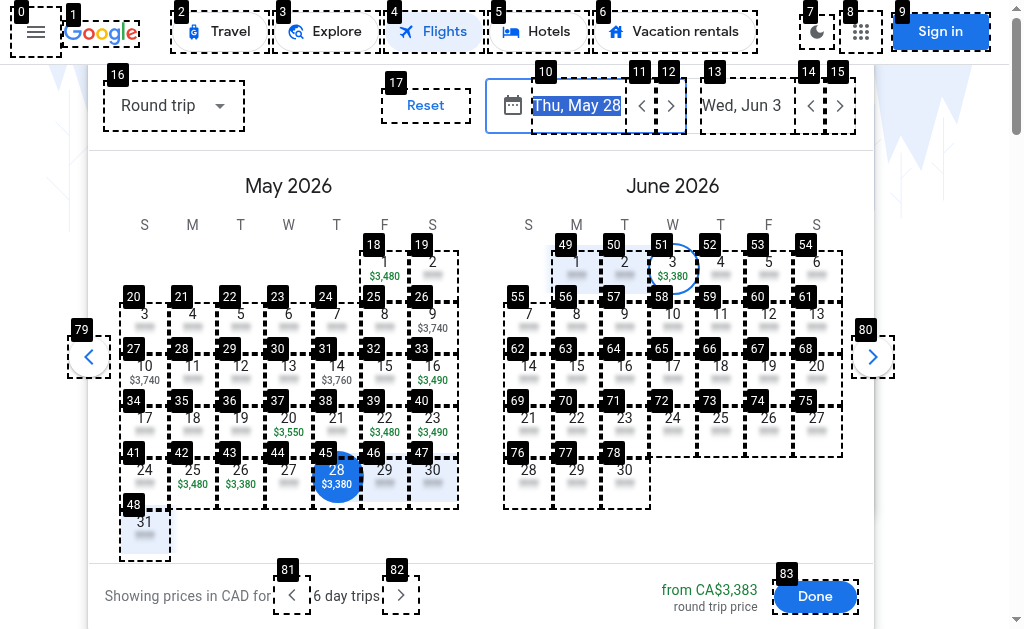 0 1 2 3 4 5 6 7 8 9
Google Travel Explore Flights Hotels Vacation rentals Sign in
16 17 10 11 12 13 14 15
Round trip Reset Thu, May 28 Wed, Jun 3
May 2026 June 2026
S M T W T F S S M T W T F S
18 19 49 50 51 52 53 54
1 2 1 2 3 4 5 6
$3,480 $3,380
20 21 22 23 24 25 26 55 56 57 58 59 60 61
3 4 5 6 7 8 9 7 8 9 10 11 12 13
$3,740
79 80
27 28 29 30 31 32 33 62 63 64 65 66 67 68
10 11 12 13 14 15 16 14 15 16 17 18 19 20
$3,740 $3,760 $3,490
34 35 36 37 38 39 40 69 70 71 72 73 74 75
17 18 19 20 21 22 23 21 22 23 24 25 26 27
$3,550 $3,480 $3,490
41 42 43 44 45 46 47 76 77 78
24 25 26 27 28 29 30 28 29 30
$3,480 $3,380 $3,380
48
31
81 82 83
Showing prices in CAD for 6 day trips from CA$3,383 Done
round trip price